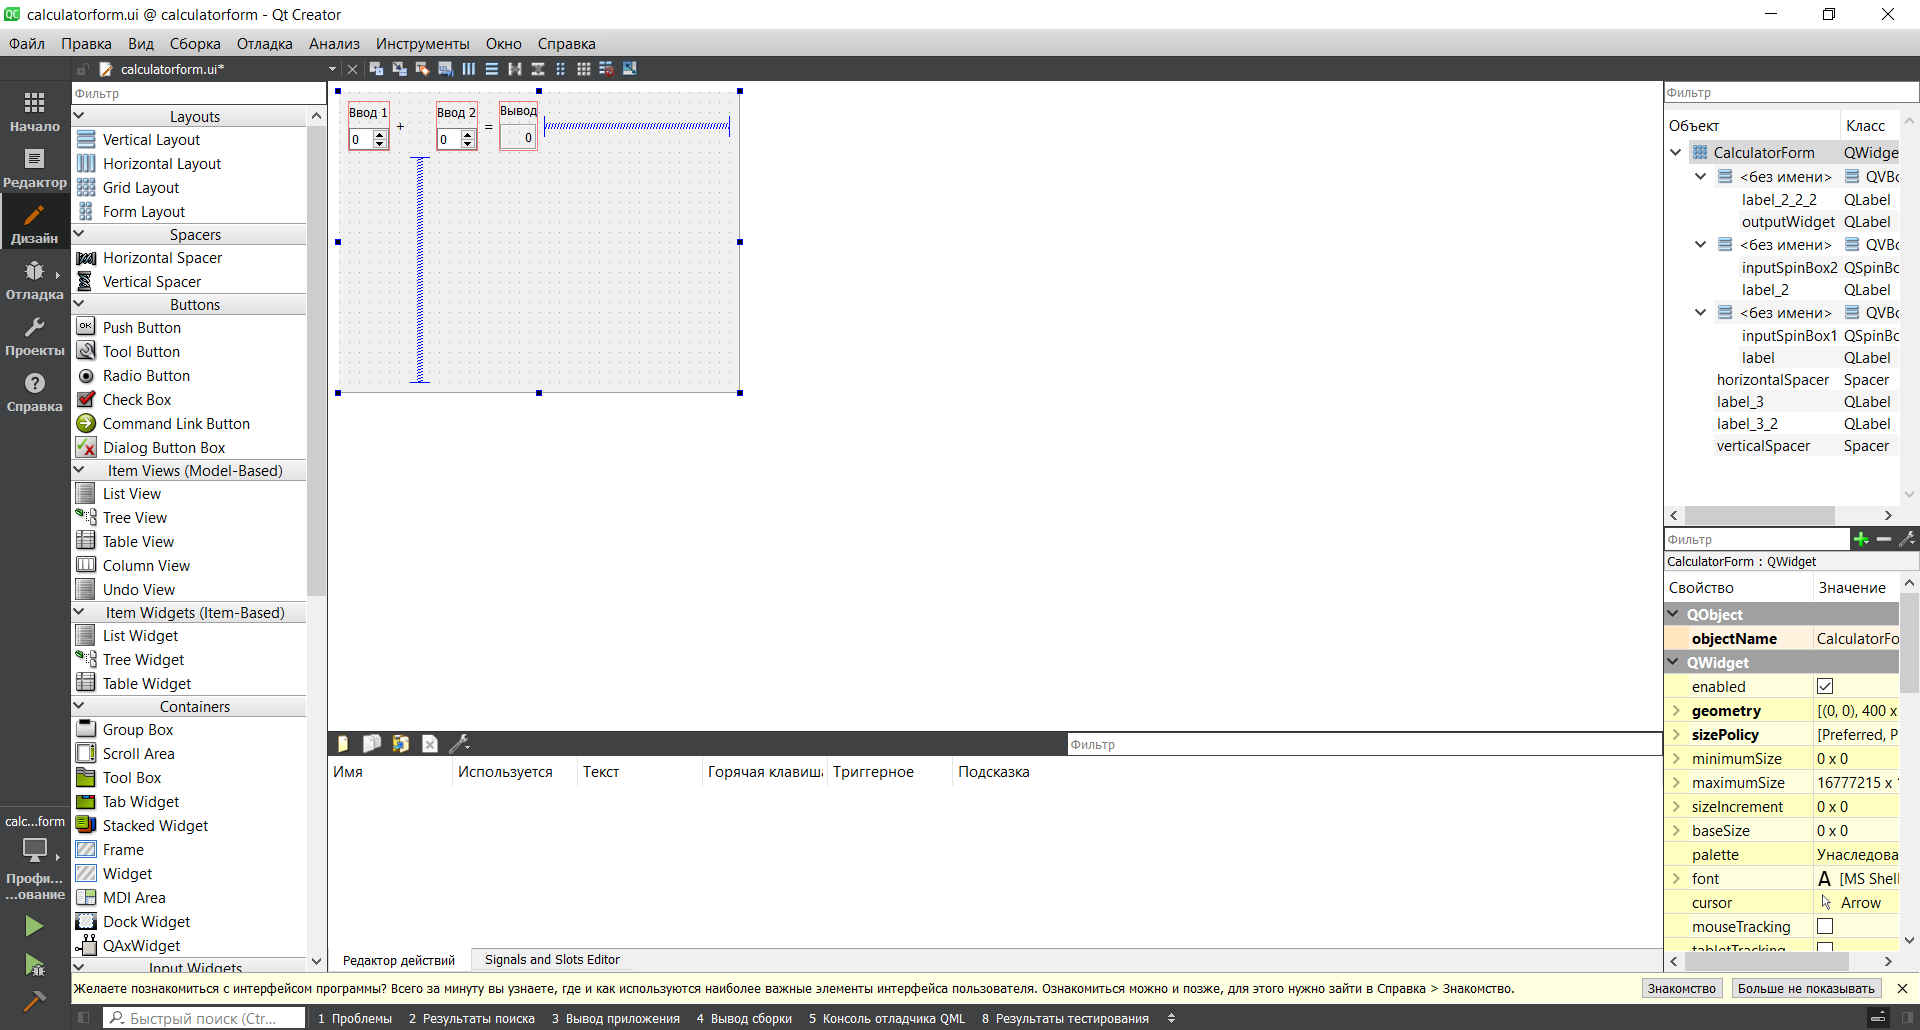 calculatorform.ui @ calculatorform - Qt Creator
Файл Правка Вид Сборка Отладка Анализ Инструменты Окно Справка
calculatorform.ui*
Начало
Редактор
Дизайн
Отладка
Проекты
Справка
calc...form
Профи...
...ование
Фильтр
Layouts
Vertical Layout
Horizontal Layout
Grid Layout
Form Layout
Spacers
Horizontal Spacer
Vertical Spacer
Buttons
Push Button
Tool Button
Radio Button
Check Box
Command Link Button
Dialog Button Box
Item Views (Model-Based)
List View
Tree View
Table View
Column View
Undo View
Item Widgets (Item-Based)
List Widget
Tree Widget
Table Widget
Containers
Group Box
Scroll Area
Tool Box
Tab Widget
Stacked Widget
Frame
Widget
MDI Area
Dock Widget
QAxWidget
Input Widgets
Ввод 1 Ввод 2 Вывод
0 + 0 = 0
Фильтр
Имя Используется Текст Горячая клавиша Триггерное Подсказка
Редактор действий Signals and Slots Editor
Фильтр
Объект Класс
CalculatorForm QWidge
<без имени> QVBo
label_2_2_2 QLabel
outputWidget QLabel
<без имени> QVBo
inputSpinBox2 QSpinBo
label_2 QLabel
<без имени> QVBo
inputSpinBox1 QSpinBo
label QLabel
horizontalSpacer Spacer
label_3 QLabel
label_3_2 QLabel
verticalSpacer Spacer
Фильтр
CalculatorForm : QWidget
Свойство Значение
QObject
objectName CalculatorFo
QWidget
enabled
geometry [(0, 0), 400 x
sizePolicy [Preferred, P
minimumSize 0 x 0
maximumSize 16777215 x
sizeIncrement 0 x 0
baseSize 0 x 0
palette Унаследова
font A [MS Shell
cursor Arrow
mouseTracking
tabletTracking
Желаете познакомиться с интерфейсом программы? Всего за минуту вы узнаете, где и как используются наиболее важные элементы интерфейса пользователя. Ознакомиться можно и позже, для этого нужно зайти в Справка > Знакомство. Знакомство Больше не показывать
Быстрый поиск (Ctr... 1 Проблемы 2 Результаты поиска 3 Вывод приложения 4 Вывод сборки 5 Консоль отладчика QML 8 Результаты тестирования